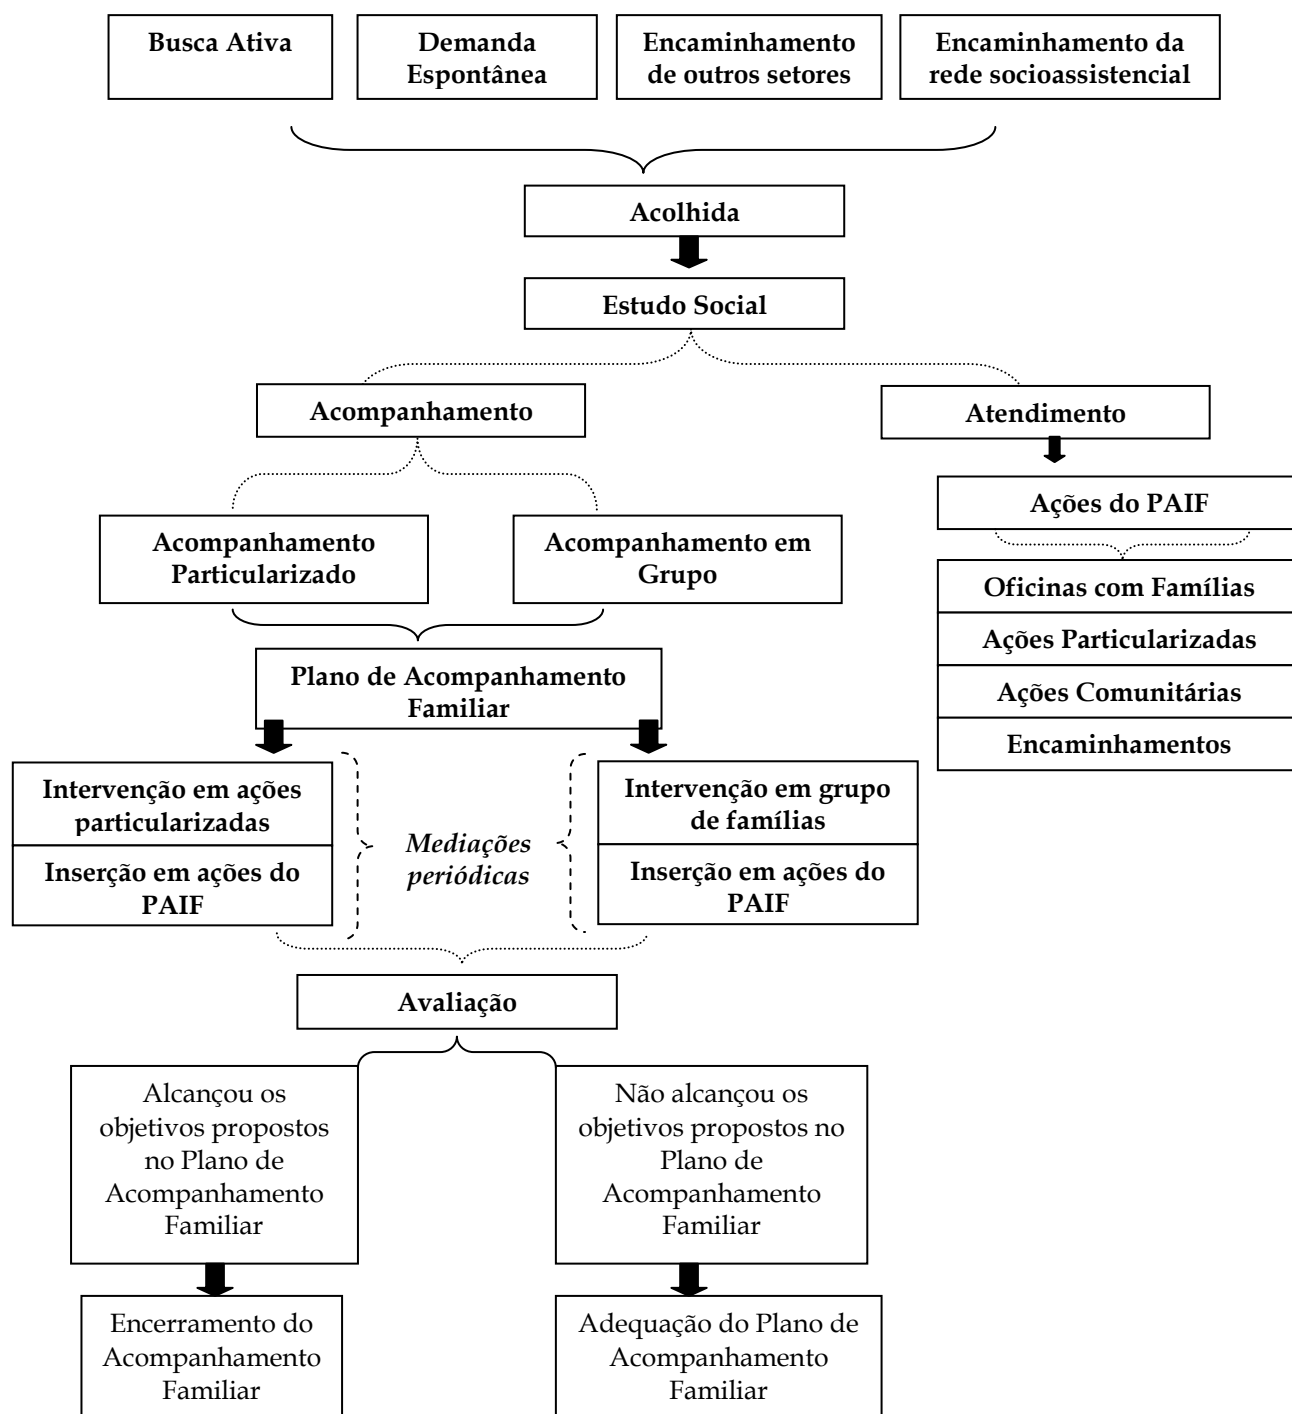 Busca Ativa
Demanda
Espontânea
Encaminhamento
de outros setores
Encaminhamento da
rede socioassistencial
Acolhida
Estudo Social
Acompanhamento
Atendimento
Acompanhamento
Particularizado
Acompanhamento em
Grupo
Ações do PAIF
Oficinas com Famílias
Ações Particularizadas
Ações Comunitárias
Encaminhamentos
Plano de Acompanhamento
Familiar
Intervenção em ações
particularizadas
Inserção em ações do
PAIF
Mediações
periódicas
Intervenção em grupo
de famílias
Inserção em ações do
PAIF
Avaliação
Alcançou os
objetivos propostos
no Plano de
Acompanhamento
Familiar
Não alcançou os
objetivos propostos no
Plano de
Acompanhamento
Familiar
Encerramento do
Acompanhamento
Familiar
Adequação do Plano de
Acompanhamento
Familiar